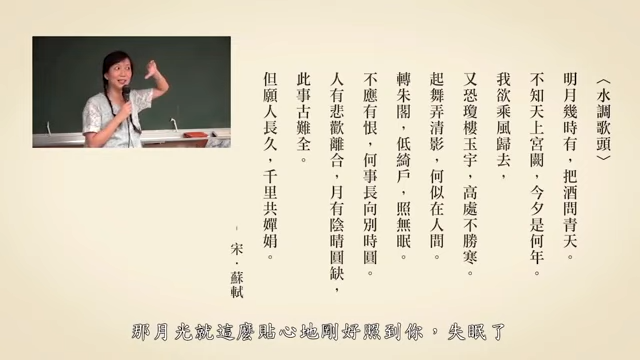 〈水調歌頭〉
明月幾時有，把酒問青天。
不知天上宮闕，今夕是何年。
我欲乘風歸去，
又恐瓊樓玉宇，高處不勝寒。
起舞弄清影，何似在人間。
轉朱閣，低綺戶，照無眠。
不應有恨，何事長向別時圓。
人有悲歡離合，月有陰晴圓缺，
此事古難全。
但願人長久，千里共嬋娟。
- 宋．蘇軾
那月光就這麼貼心地剛好照到你，失眠了